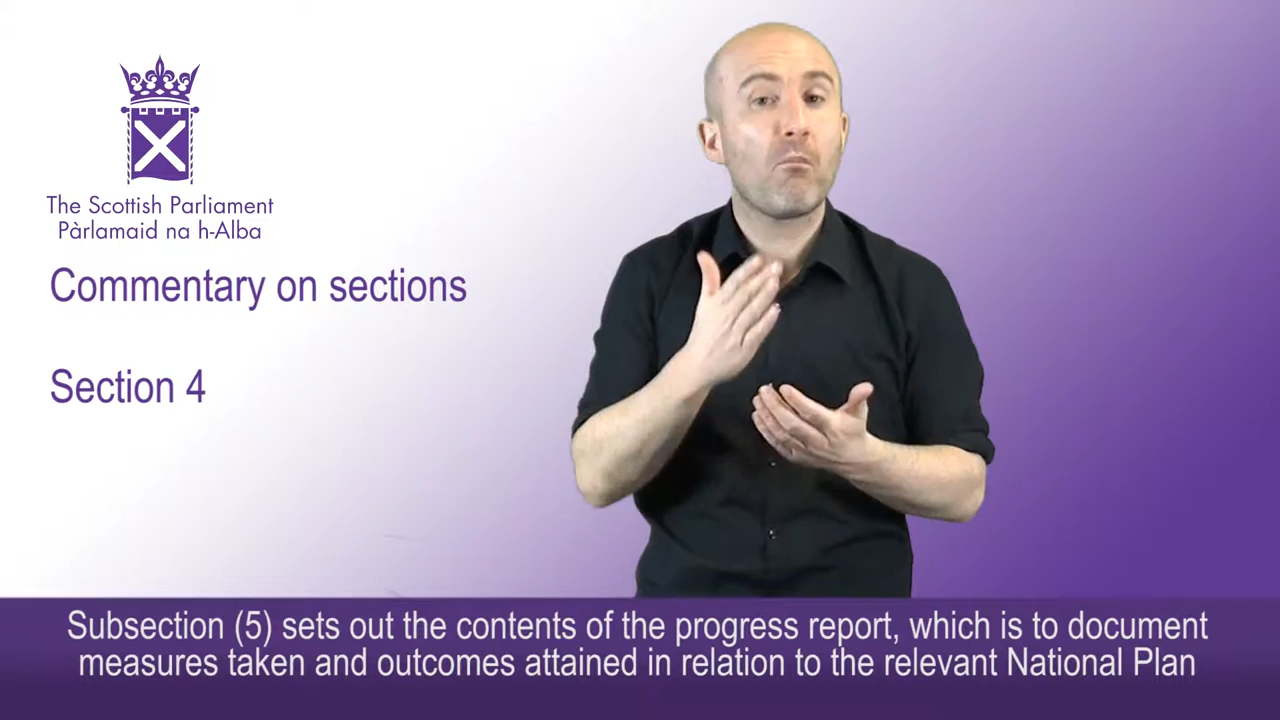 The Scottish Parliament
Pàrlamaid na h-Alba
Commentary on sections
Section 4
Subsection (5) sets out the contents of the progress report, which is to document
measures taken and outcomes attained in relation to the relevant National Plan